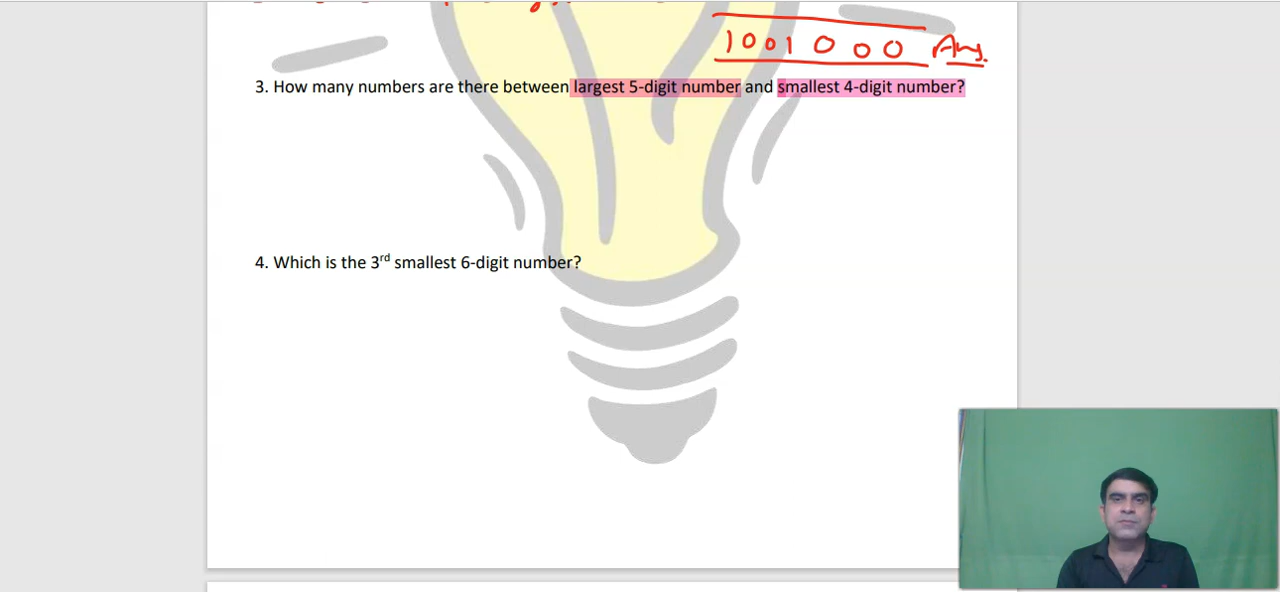 1001000 Ans.
3. How many numbers are there between largest 5-digit number and smallest 4-digit number?
4. Which is the 3rd smallest 6-digit number?